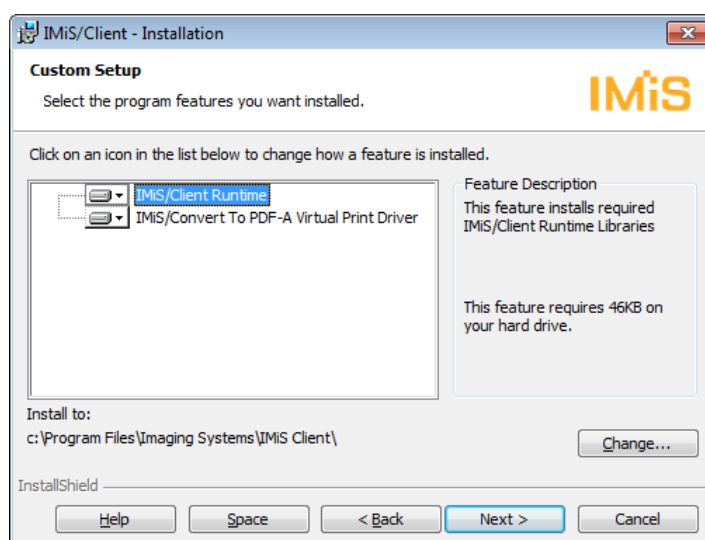 IMiS/Client - Installation
Custom Setup
Select the program features you want installed.
IMiS
Click on an icon in the list below to change how a feature is installed.
IMiS/Client Runtime
IMiS/Convert To PDF-A Virtual Print Driver
Feature Description
This feature installs required
IMiS/Client Runtime Libraries
This feature requires 46KB on
your hard drive.
Install to:
c:\Program Files\Imaging Systems\IMiS Client\
Change...
InstallShield
Help
Space
< Back
Next >
Cancel